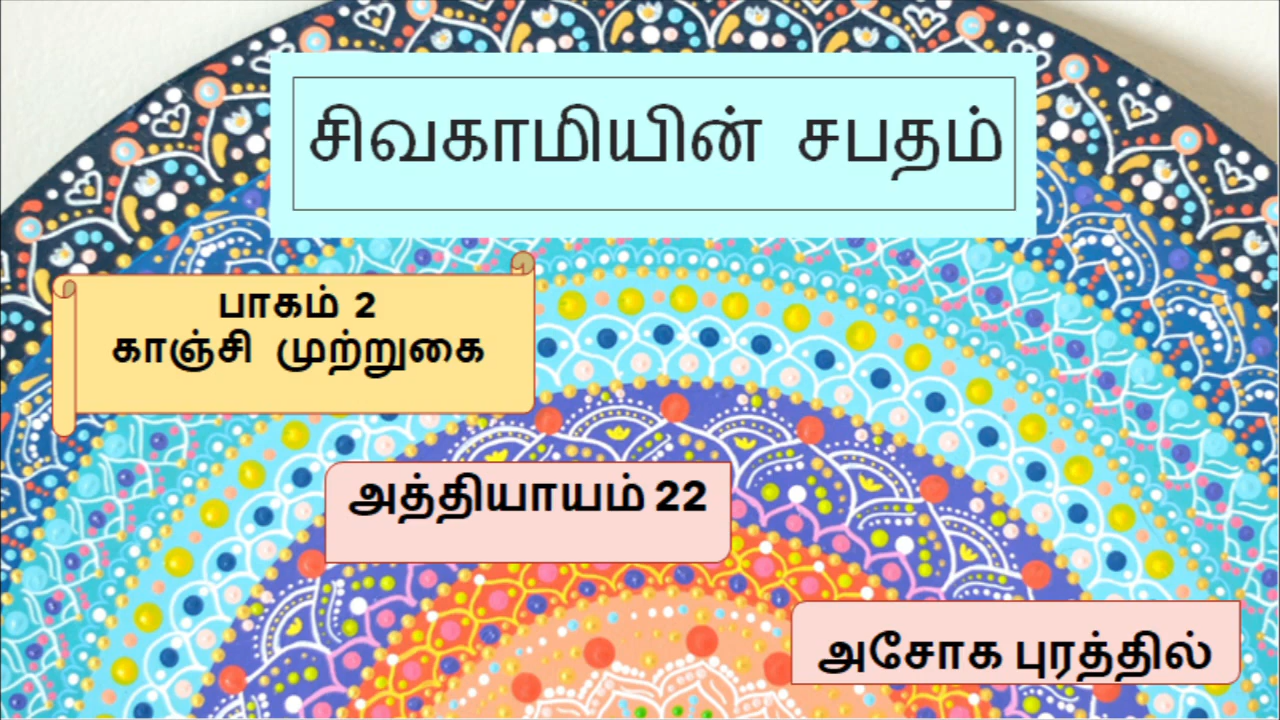 சிவகாமியின் சபதம்
பாகம் 2
காஞ்சி முற்றுகை
அத்தியாயம் 22
அசோக புரத்தில்